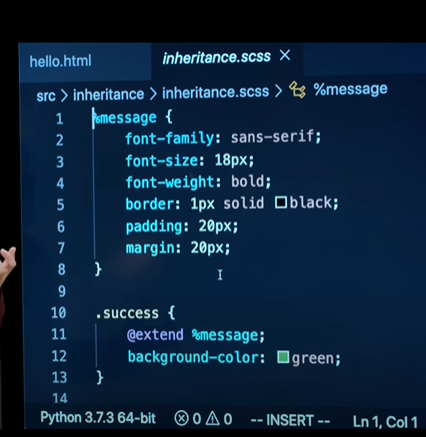 hello.html
inheritance.scss ×
src > inheritance > inheritance.scss > %message
1 %message {
2 font-family: sans-serif;
3 font-size: 18px;
4 font-weight: bold;
5 border: 1px solid black;
6 padding: 20px;
7 margin: 20px;
8 }
9
10 .success {
11 @extend %message;
12 background-color: green;
13 }
14
Python 3.7.3 64-bit 0 0 -- INSERT -- Ln 1, Col 1